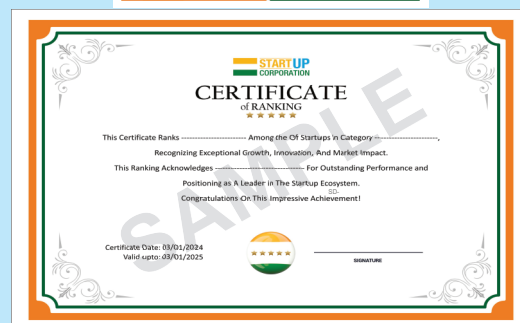 START UP
CORPORATION
CERTIFICATE
of RANKING
This Certificate Ranks ----------------------- Among the Of Startups in Category -----------------------,
Recognizing Exceptional Growth, Innovation, And Market Impact.
This Ranking Acknowledges -------------------------------- For Outstanding Performance and
Positioning as A Leader in The Startup Ecosystem.
SD-
Congratulations On This Impressive Achievement!
SAMPLE
Certificate Date: 03/01/2024
Valid upto: 03/01/2025
SIGNATURE